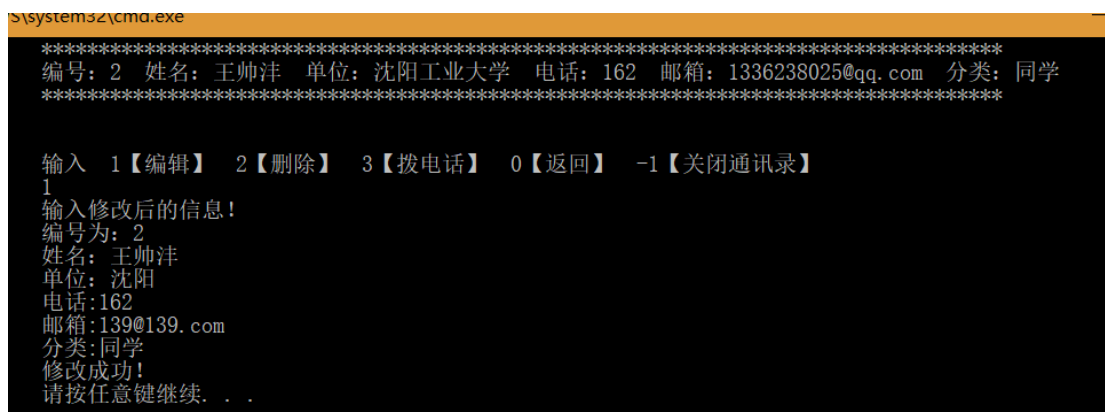 S\system32\cmd.exe
***********************************************************************************
编号: 2 姓名: 王帅沣 单位: 沈阳工业大学 电话: 162 邮箱: 1336238025@qq.com 分类: 同学
***********************************************************************************
输入 1【编辑】 2【删除】 3【拨电话】 0【返回】 -1【关闭通讯录】
1
输入修改后的信息!
编号为: 2
姓名: 王帅沣
单位: 沈阳
电话:162
邮箱:139@139.com
分类:同学
修改成功!
请按任意键继续. . .